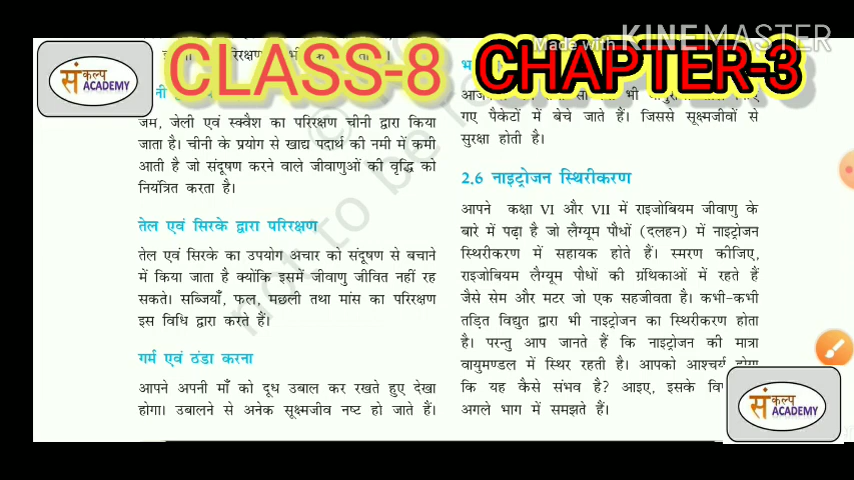 Made with KINEMASTER
CLASS-8 CHAPTER-3
संकल्प
ACADEMY
जम, जेली एवं स्क्वैश का परिरक्षण चीनी द्वारा किया
जाता है। चीनी के प्रयोग से खाद्य पदार्थ की नमी में कमी
आती है जो संदूषण करने वाले जीवाणुओं की वृद्धि को
नियंत्रित करता है।
तेल एवं सिरके द्वारा परिरक्षण
तेल एवं सिरके का उपयोग अचार को संदूषण से बचाने
में किया जाता है क्योंकि इसमें जीवाणु जीवित नहीं रह
सकते। सब्जियाँ, फल, मछली तथा मांस का परिरक्षण
इस विधि द्वारा करते हैं।
गर्म एवं ठंडा करना
आपने अपनी माँ को दूध उबाल कर रखते हुए देखा
होगा। उबालने से अनेक सूक्ष्मजीव नष्ट हो जाते हैं।
गए पैकेटों में बेचे जाते हैं। जिससे सूक्ष्मजीवों से
सुरक्षा होती है।
2.6 नाइट्रोजन स्थिरीकरण
आपने कक्षा VI और VII में राइजोबियम जीवाणु के
बारे में पढ़ा है जो लैग्यूम पौधों (दलहन) में नाइट्रोजन
स्थिरीकरण में सहायक होते हैं। स्मरण कीजिए,
राइजोबियम लैग्यूम पौधों की ग्रंथिकाओं में रहते हैं
जैसे सेम और मटर जो एक सहजीवता है। कभी-कभी
तड़ित विद्युत द्वारा भी नाइट्रोजन का स्थिरीकरण होता
है। परन्तु आप जानते हैं कि नाइट्रोजन की मात्रा
वायुमण्डल में स्थिर रहती है। आपको आश्चर्य
कि यह कैसे संभव है? आइए, इसके
अगले भाग में समझते हैं।
संकल्प
ACADEMY